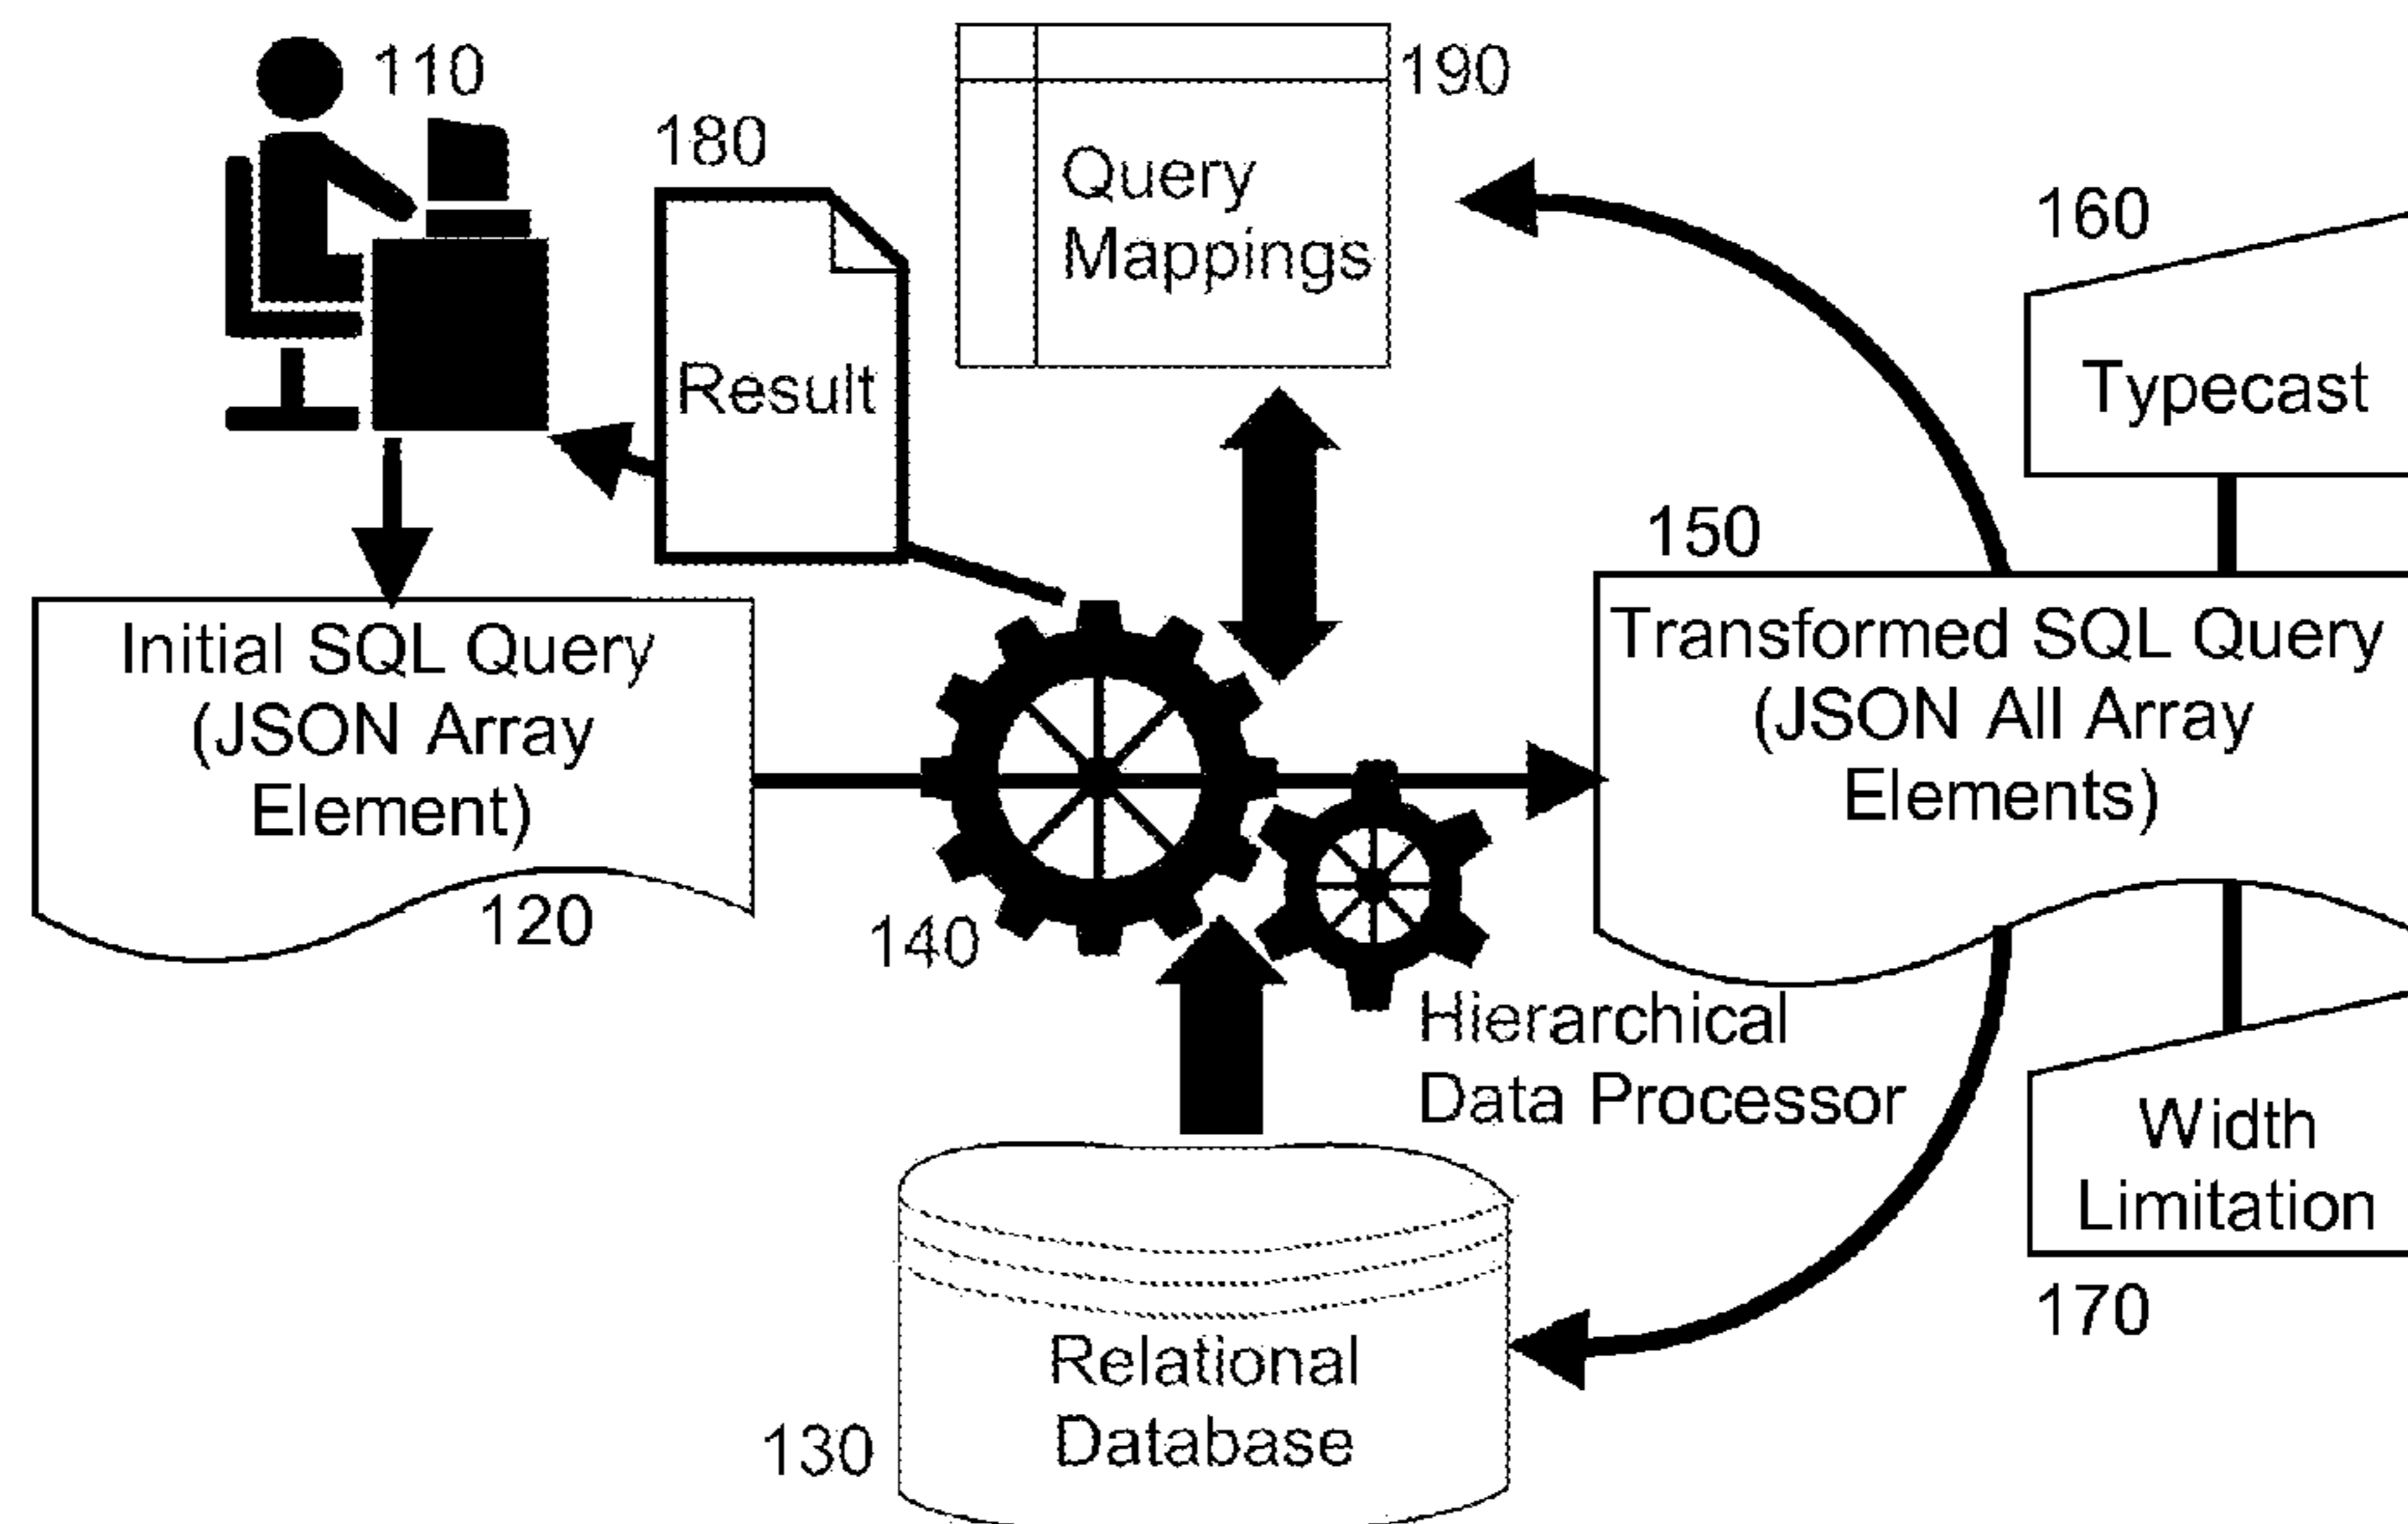 110
190
180
Query
Mappings
160
Result
Typecast
150
Initial SQL Query
(JSON Array
Element)
120
Transformed SQL Query
(JSON All Array
Elements)
140
Hierarchical
Data Processor
Width
Limitation
170
Relational
Database
130